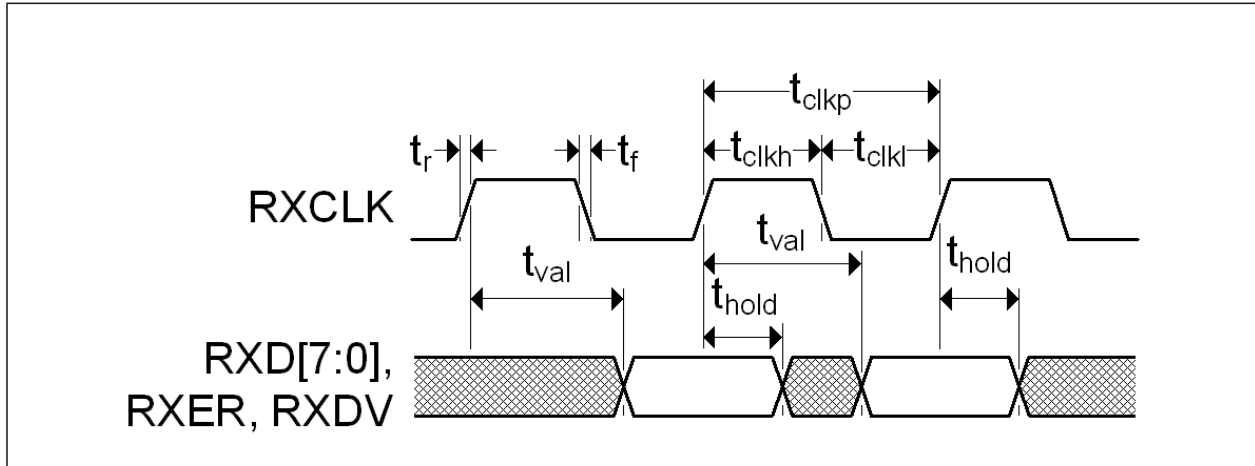 t_clkp
t_r t_f t_clkh t_clkl
RXCLK
t_val t_val t_hold
t_hold
RXD[7:0],
RXER, RXDV